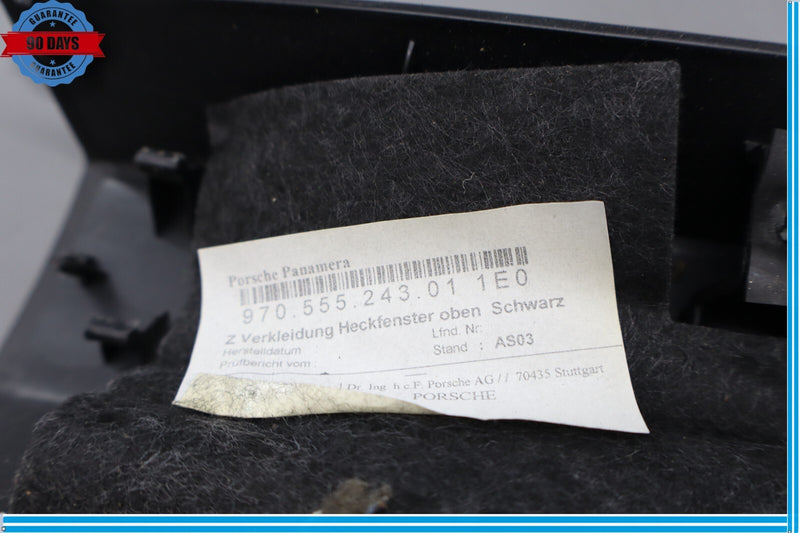 GUARANTEE
90 DAYS
GUARANTEE
Porsche Panamera
970.555.243.01 1E0
Z Verkleidung Heckfenster oben Schwarz
Herstelldatum Lfnd. Nr:
Prüfbericht vom : Stand : AS03
Dr. Ing h c F. Porsche AG // 70435 Stuttgart
PORSCHE